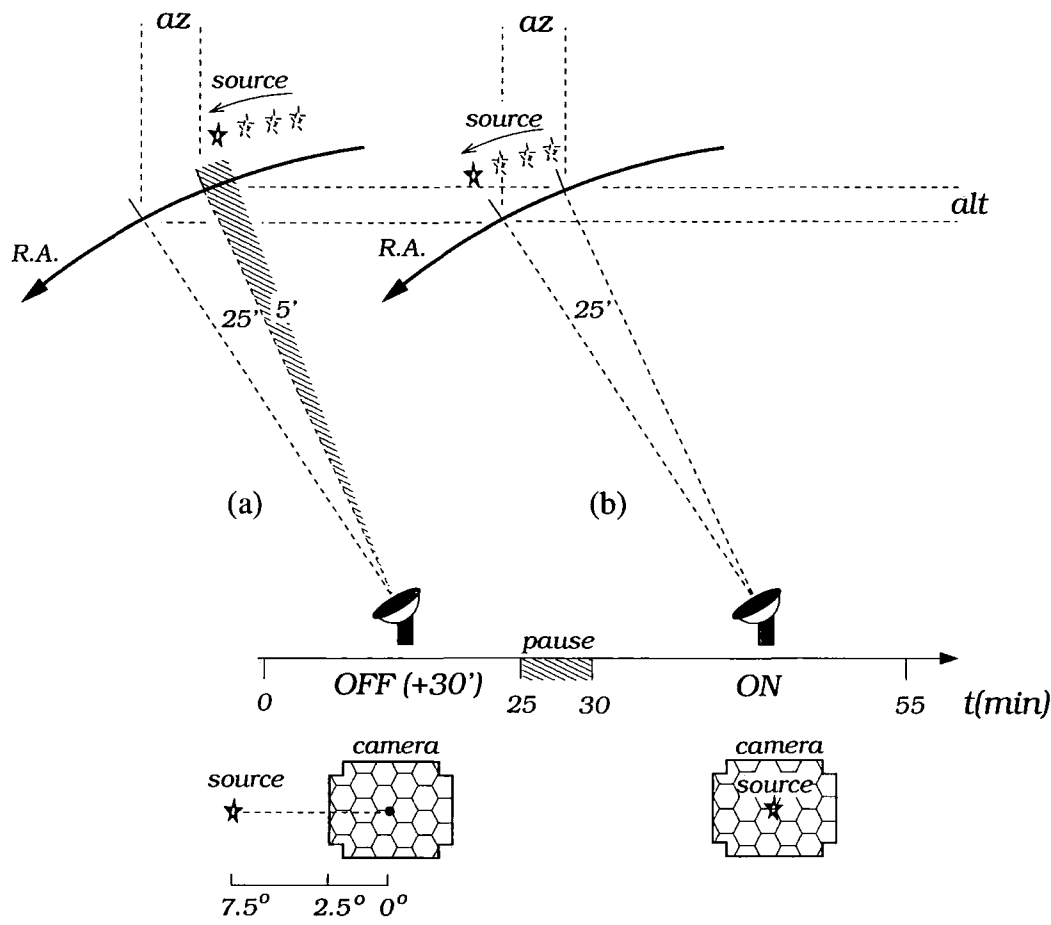 az
az
source
source
alt
R.A.
R.A.
25' 5'
25'
(a)
(b)
pause
OFF (+30')
ON
0
25
30
55
t(min)
camera
camera
source
source
7.5°
2.5°
0°